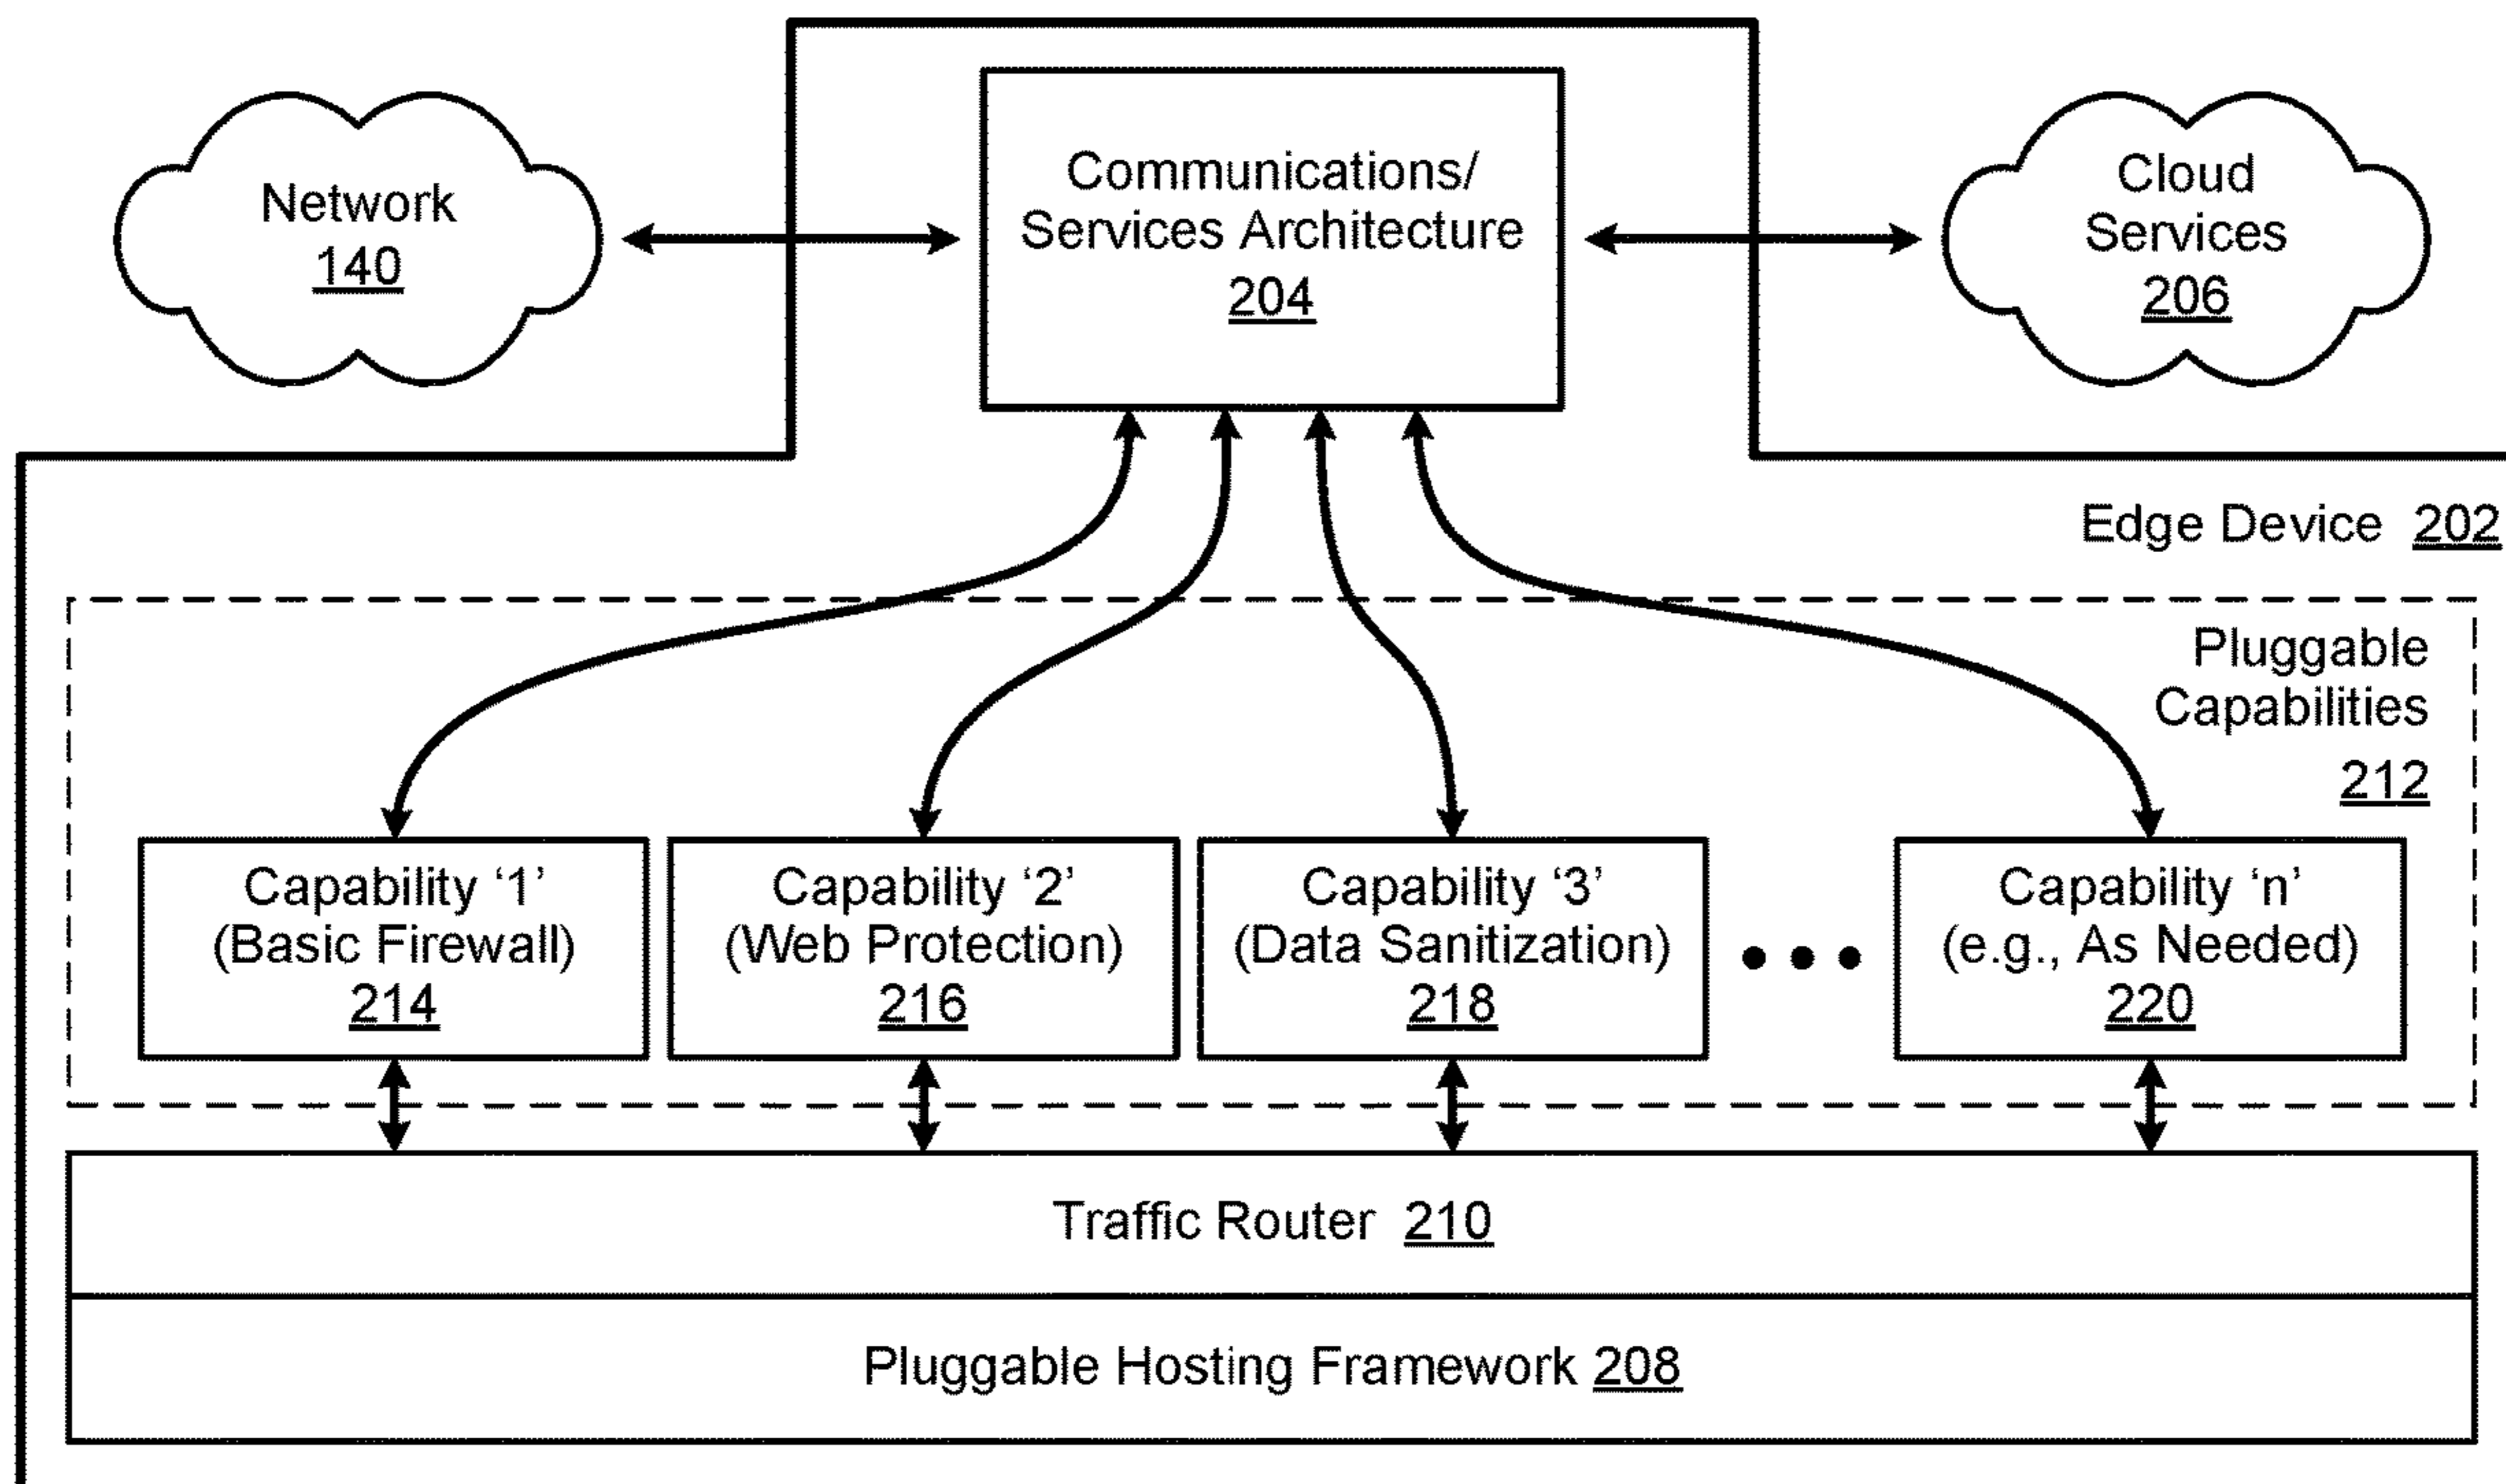 Network
140
Communications/
Services Architecture
204
Cloud
Services
206
Edge Device 202
Pluggable
Capabilities
212
Capability ‘1’
(Basic Firewall)
214
Capability ‘2’
(Web Protection)
216
Capability ‘3’
(Data Sanitization)
218
Capability ‘n’
(e.g., As Needed)
220
Traffic Router 210
Pluggable Hosting Framework 208